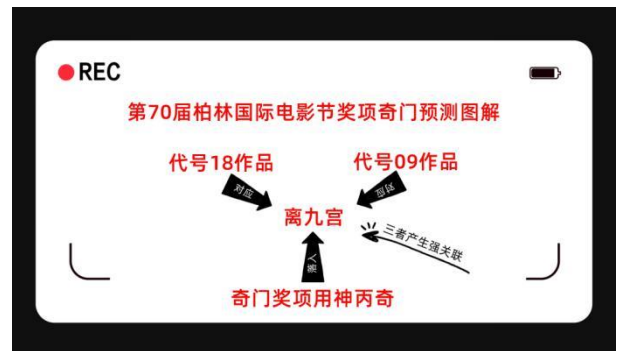 REC
第70届柏林国际电影节奖项奇门预测图解
代号18作品
代号09作品
对应
对应
离九宫
三者产生强关联
落入
奇门奖项用神丙奇